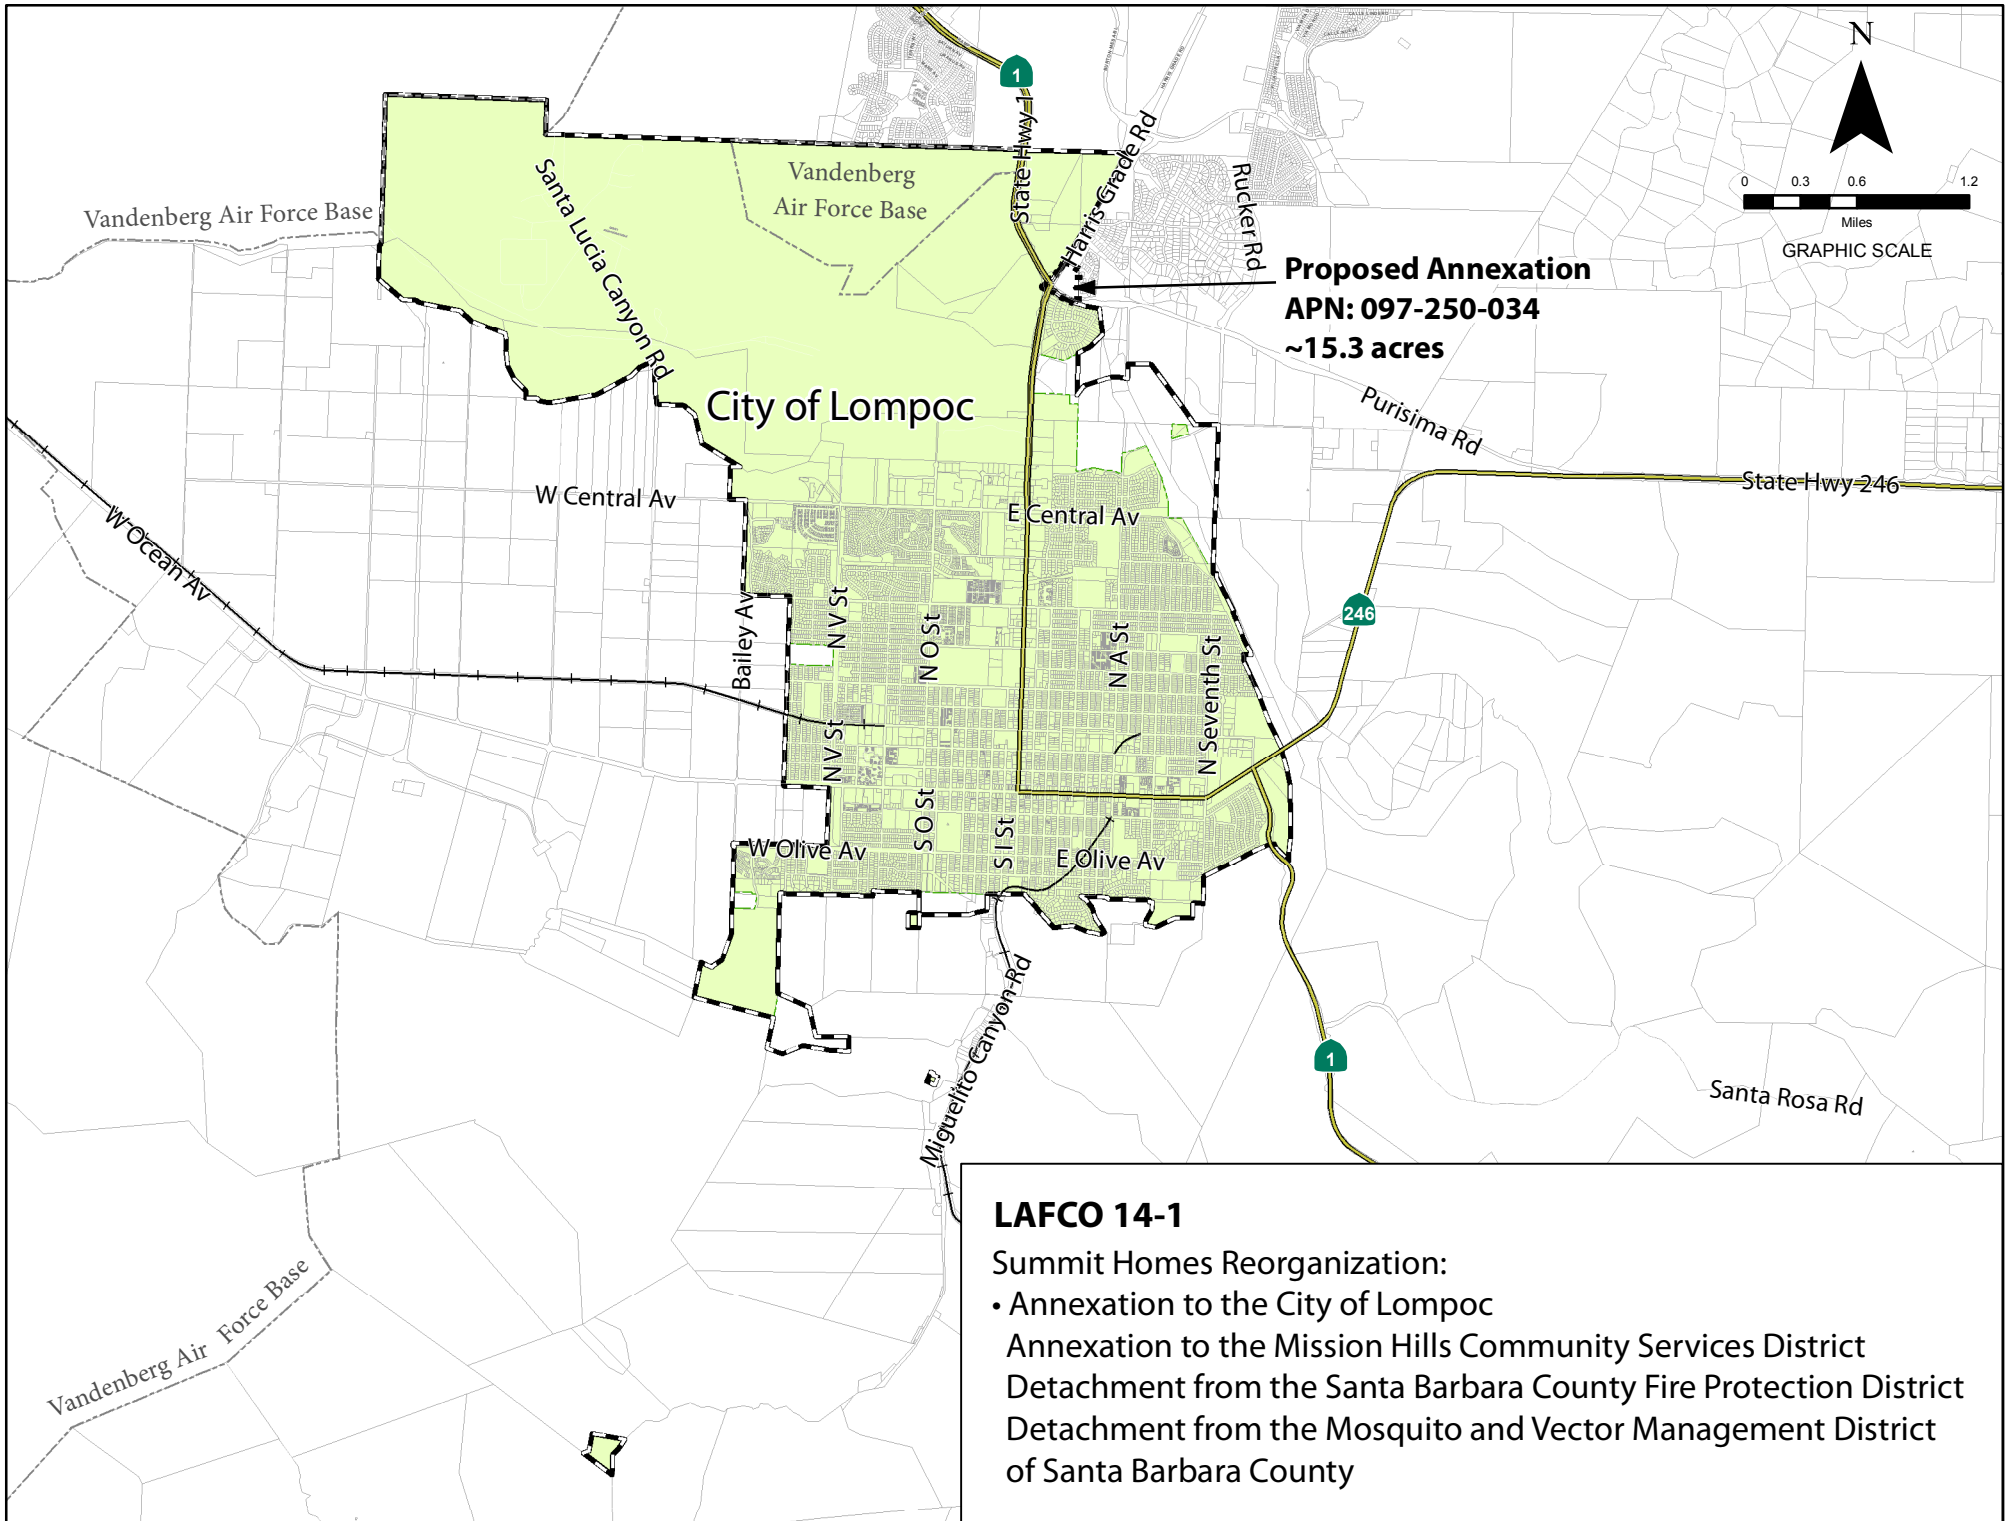 N
0 0.3 0.6 1.2
Miles
GRAPHIC SCALE
1
State Hwy 1
Harris Grade Rd
Rucker Rd
Santa Lucia Canyon Rd
Vandenberg
Air Force Base
Vandenberg Air Force Base
Proposed Annexation
APN: 097-250-034
~15.3 acres
City of Lompoc
Purisima Rd
State Hwy 246
W Central Av
E Central Av
W Ocean Av
246
Bailey Av
N V St
N O St
N A St
N Seventh St
N V St
S O St
S I St
W Olive Av
E Olive Av
Miguelito Canyon Rd
1
Santa Rosa Rd
Vandenberg Air Force Base
LAFCO 14-1
Summit Homes Reorganization:
• Annexation to the City of Lompoc
Annexation to the Mission Hills Community Services District
Detachment from the Santa Barbara County Fire Protection District
Detachment from the Mosquito and Vector Management District
of Santa Barbara County